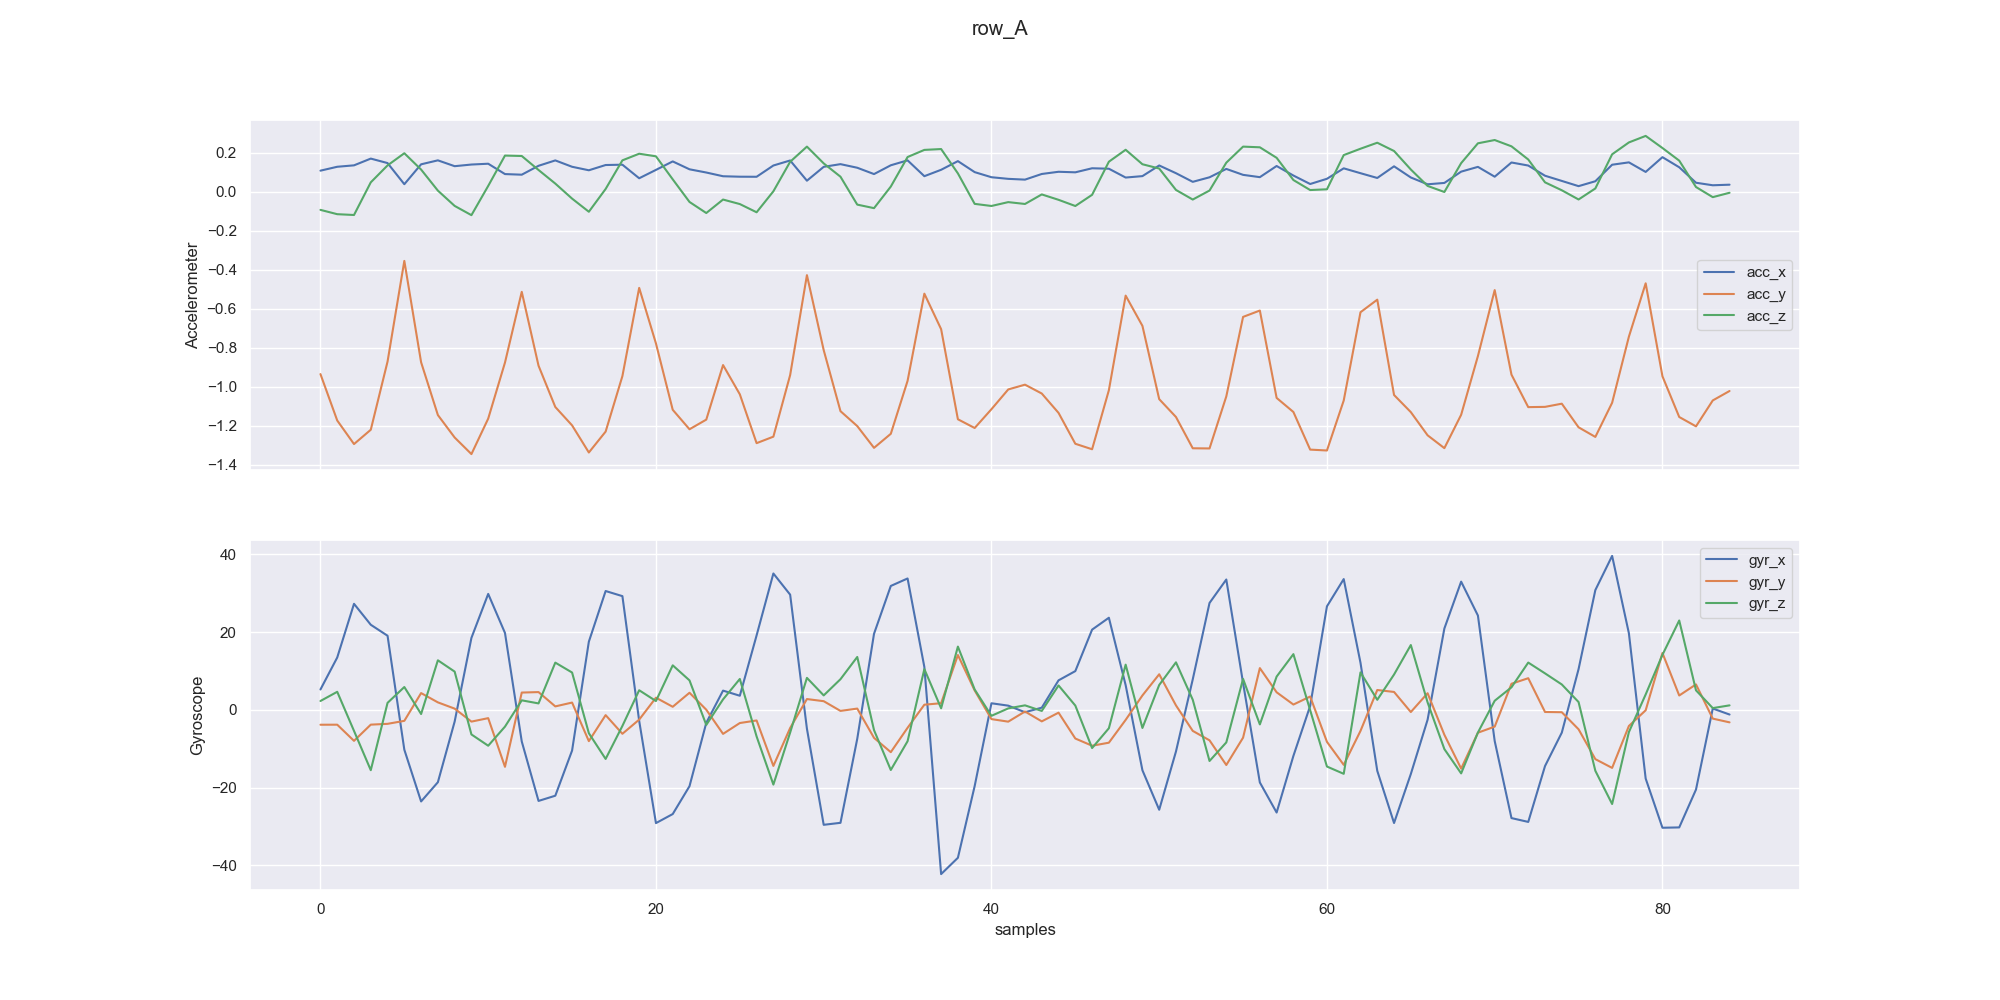 row_A
Accelerometer
0.2
0.0
−0.2
−0.4
−0.6
−0.8
−1.0
−1.2
−1.4
acc_x
acc_y
acc_z
Gyroscope
40
20
0
−20
−40
gyr_x
gyr_y
gyr_z
0 20 40 60 80
samples